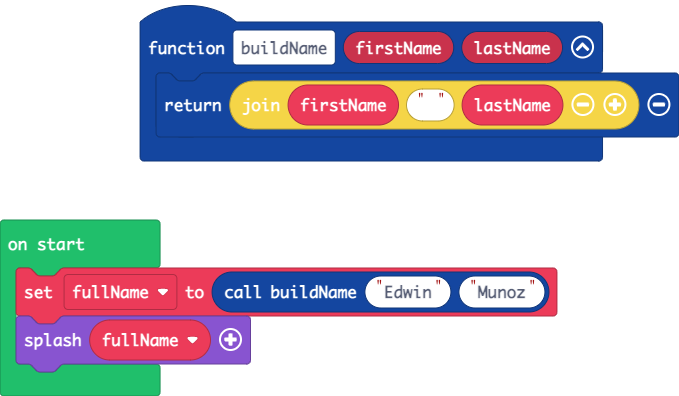 function buildName firstName lastName
return join firstName " " lastName
on start
set fullName to call buildName "Edwin" "Munoz"
splash fullName